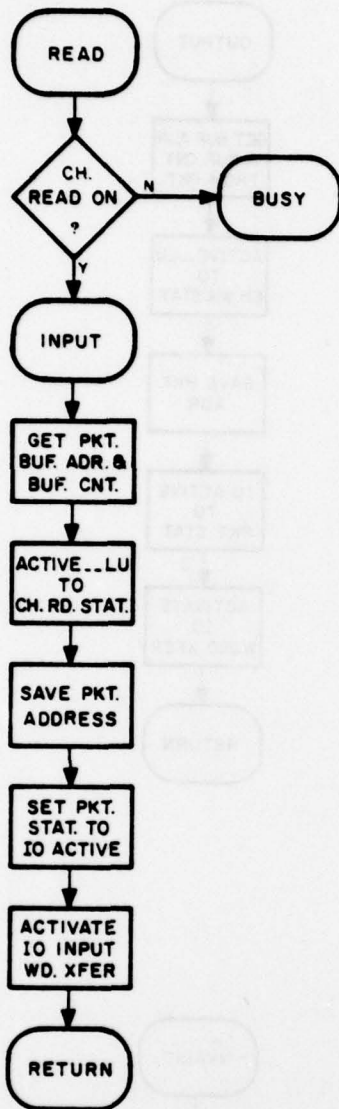 READ
CH.
READ ON
?
N
BUSY
Y
INPUT
GET PKT.
BUF. ADR. &
BUF. CNT.
ACTIVE__LU
TO
CH. RD. STAT.
SAVE PKT.
ADDRESS
SET PKT.
STAT. TO
IO ACTIVE
ACTIVATE
IO INPUT
WD. XFER
RETURN